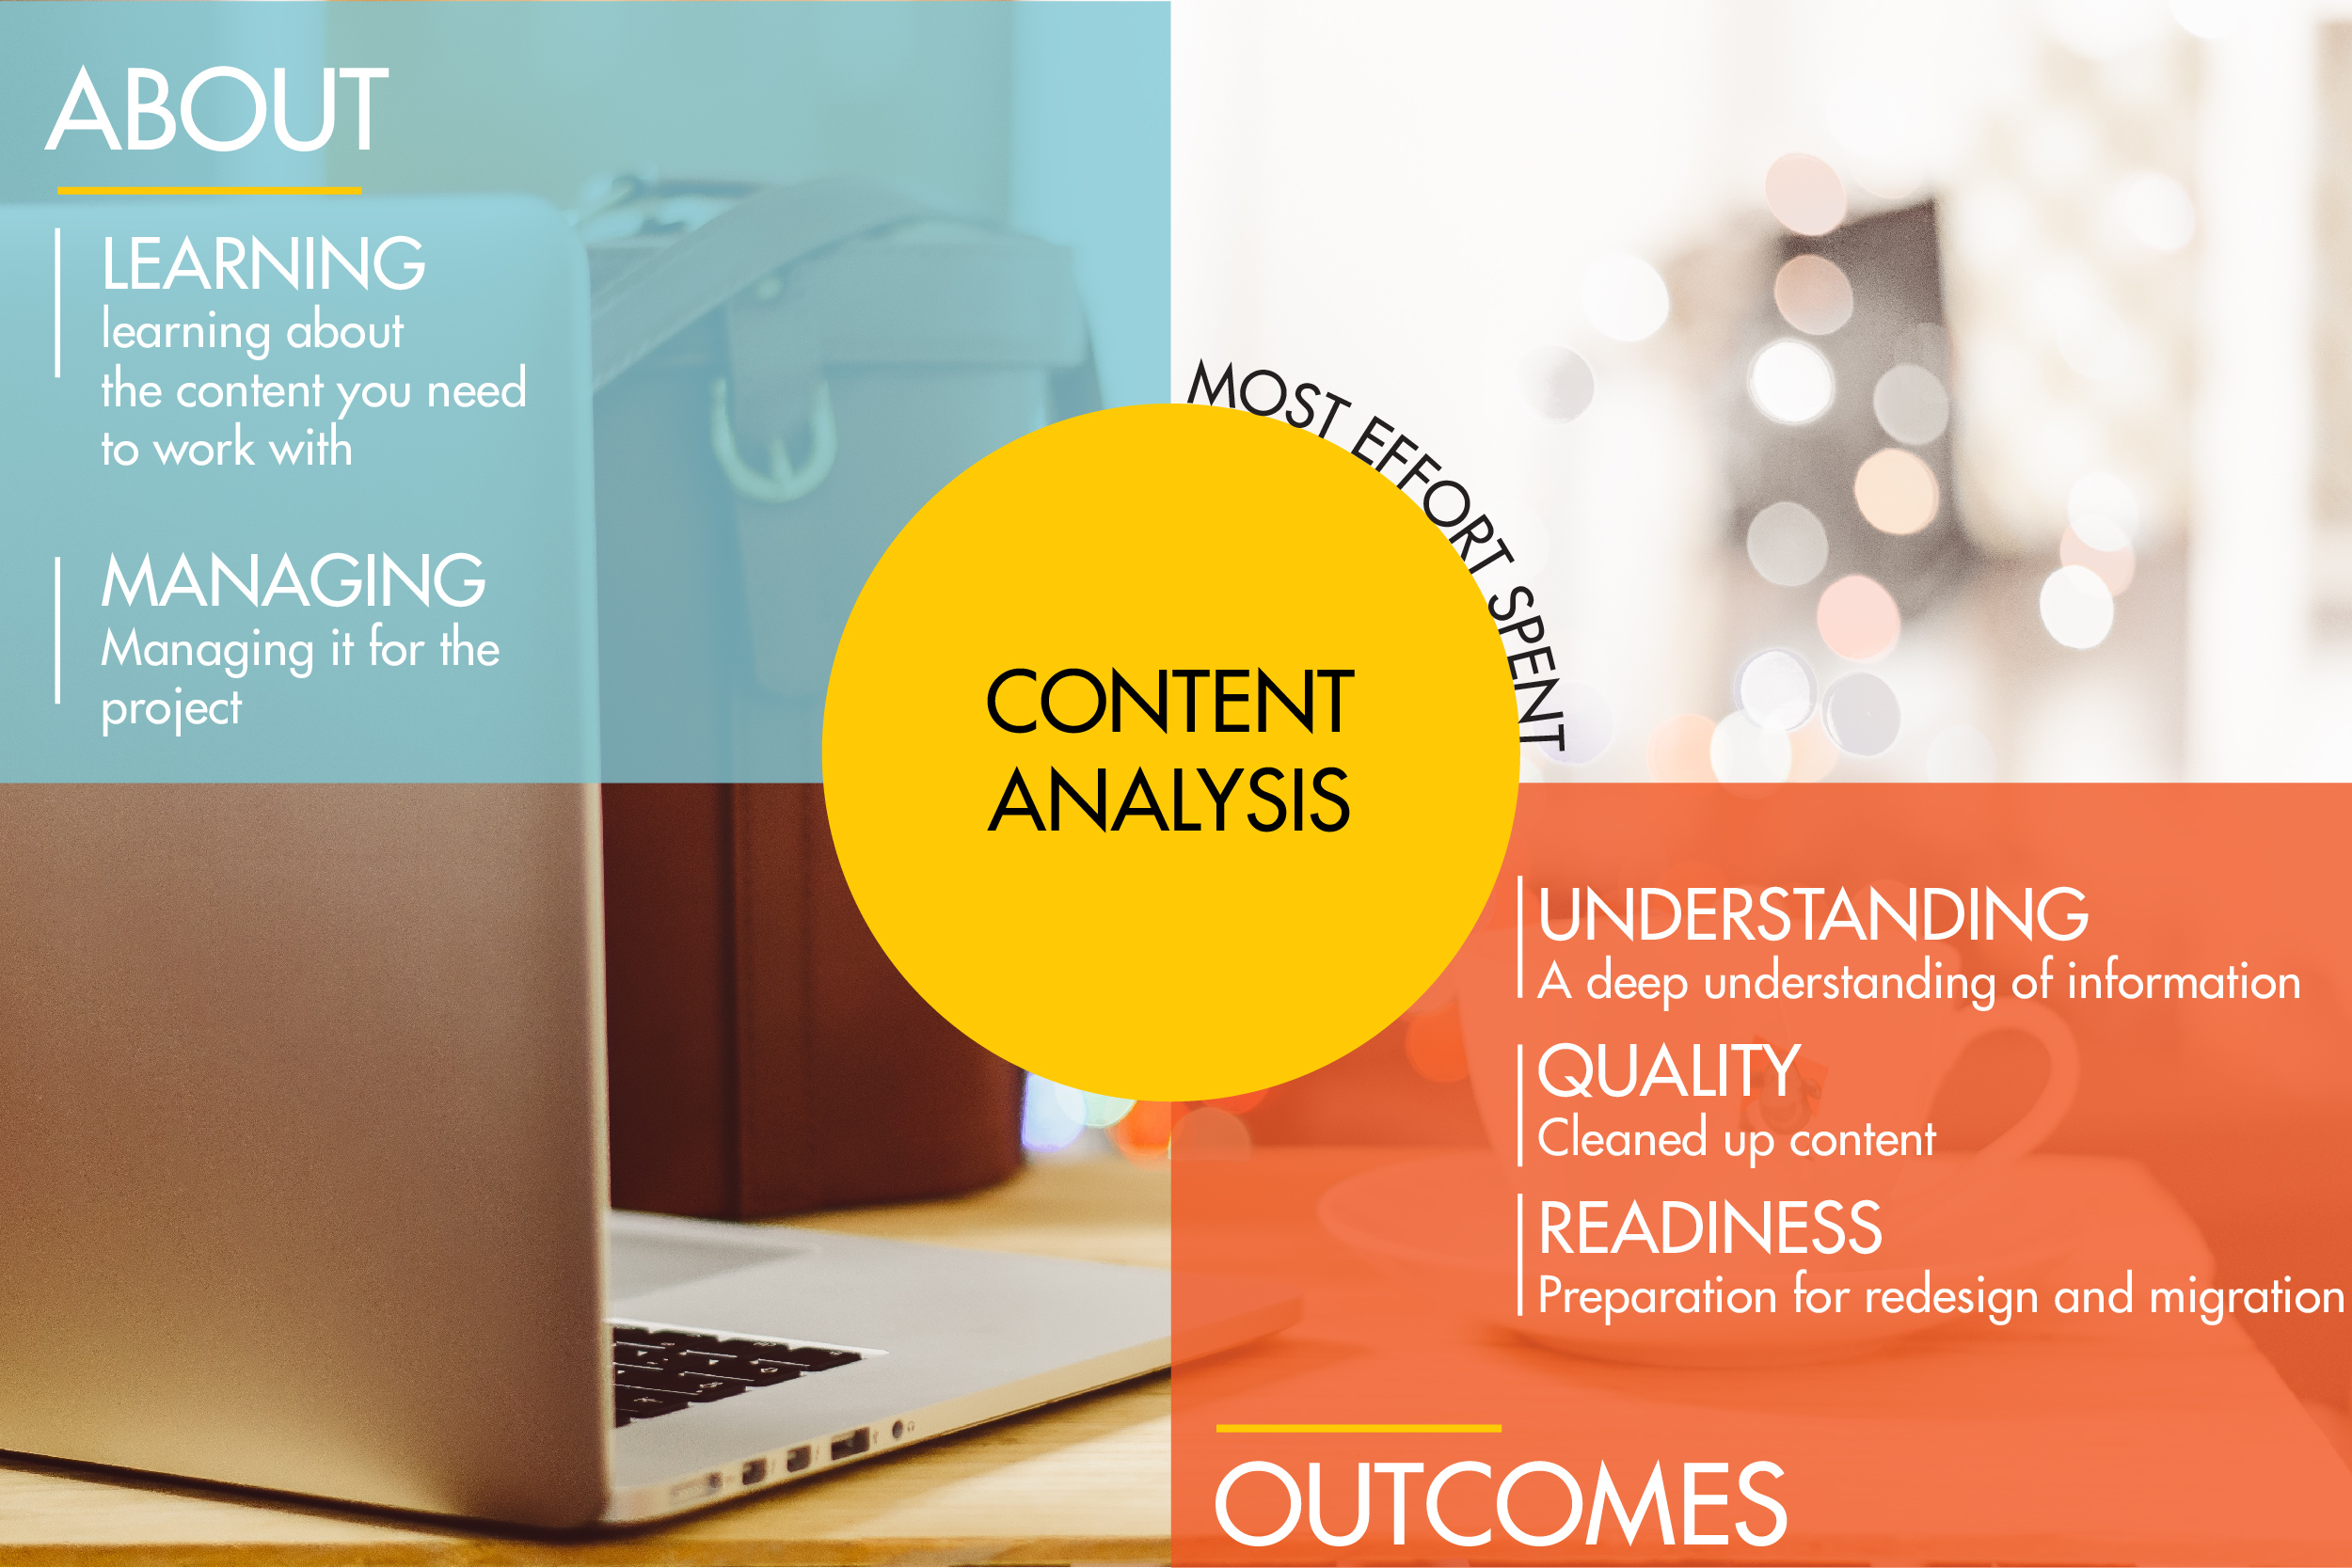 ABOUT
LEARNING
learning about
the content you need
to work with
MANAGING
Managing it for the
project
MOST EFFORT SPENT
CONTENT
ANALYSIS
UNDERSTANDING
A deep understanding of information
QUALITY
Cleaned up content
READINESS
Preparation for redesign and migration
OUTCOMES